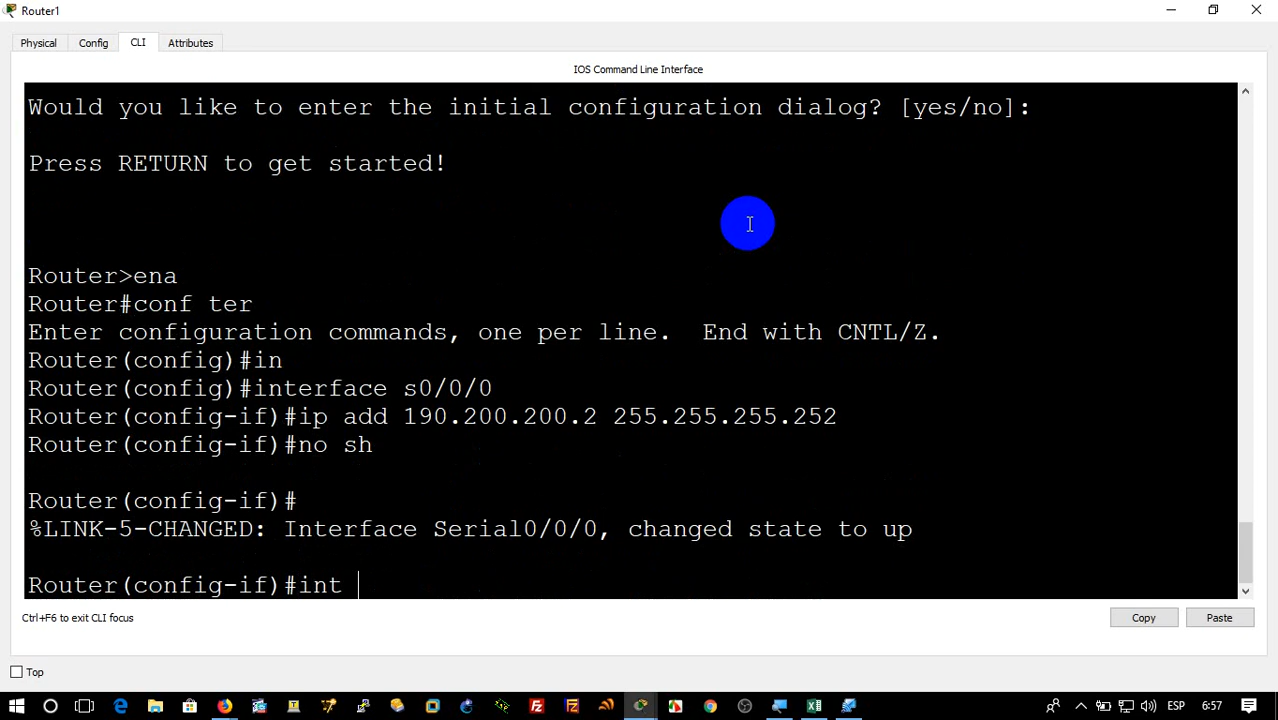 Router1
Physical Config CLI Attributes
IOS Command Line Interface
Would you like to enter the initial configuration dialog? [yes/no]:
Press RETURN to get started!
Router>ena
Router#conf ter
Enter configuration commands, one per line.  End with CNTL/Z.
Router(config)#in
Router(config)#interface s0/0/0
Router(config-if)#ip add 190.200.200.2 255.255.255.252
Router(config-if)#no sh
Router(config-if)#
%LINK-5-CHANGED: Interface Serial0/0/0, changed state to up
Router(config-if)#int
Ctrl+F6 to exit CLI focus
Copy Paste
Top
ESP 6:57